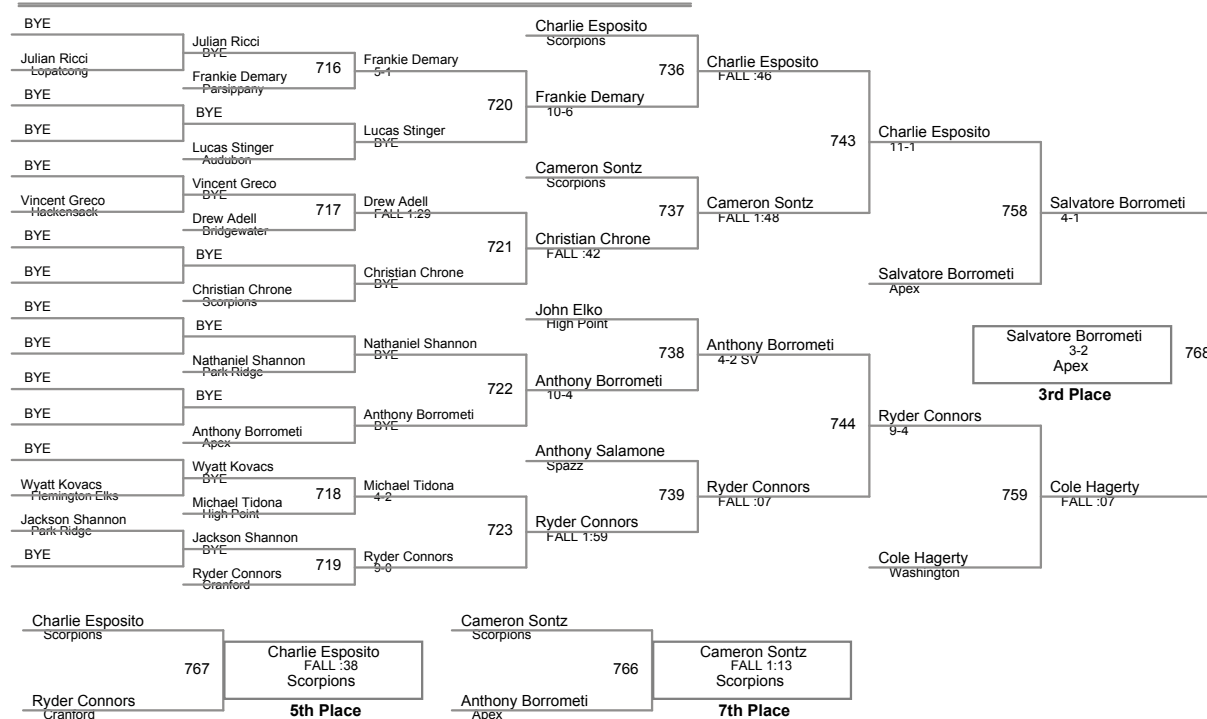 BYE
Julian Ricci
Lopatcong
BYE
BYE
BYE
Vincent Greco
Hackensack
BYE
BYE
BYE
BYE
BYE
BYE
BYE
Wyatt Kovacs
Flemington Elks
Jackson Shannon
Park Ridge
BYE
Julian Ricci
BYE
716
Frankie Demary
Parsippany
BYE
Lucas Stinger
Audubon
Vincent Greco
BYE
717
Drew Adell
Bridgewater
BYE
Christian Chrone
Scorpions
BYE
Nathaniel Shannon
Park Ridge
BYE
Anthony Borrometi
Apex
Wyatt Kovacs
BYE
718
Michael Tidona
High Point
Jackson Shannon
BYE
719
Ryder Connors
Cranford
Frankie Demary
5-1
720
Lucas Stinger
BYE
Drew Adell
FALL 1:29
721
Christian Chrone
BYE
Nathaniel Shannon
BYE
722
Anthony Borrometi
BYE
Michael Tidona
4-2
723
Ryder Connors
9-0
Charlie Esposito
Scorpions
736
Frankie Demary
10-6
Cameron Sontz
Scorpions
737
Christian Chrone
FALL :42
John Elko
High Point
738
Anthony Borrometi
10-4
Anthony Salamone
Spazz
739
Ryder Connors
FALL 1:59
Charlie Esposito
FALL :46
743
Cameron Sontz
FALL 1:48
Anthony Borrometi
4-2 SV
744
Ryder Connors
FALL :07
Charlie Esposito
11-1
758
Salvatore Borrometi
Apex
Ryder Connors
9-4
759
Cole Hagerty
Washington
Salvatore Borrometi
4-1
Salvatore Borrometi
3-2
Apex
768
3rd Place
Cole Hagerty
FALL :07
Charlie Esposito
Scorpions
767
Ryder Connors
Cranford
Charlie Esposito
FALL :38
Scorpions
5th Place
Cameron Sontz
Scorpions
766
Anthony Borrometi
Apex
Cameron Sontz
FALL 1:13
Scorpions
7th Place